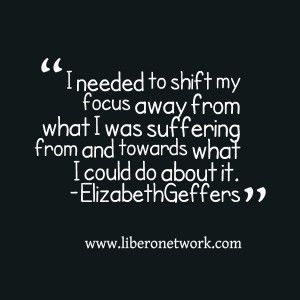 “ I needed to shift my
focus away from
what I was suffering
from and towards what
I could do about it.
-ElizabethGeffers ”
www.liberonetwork.com